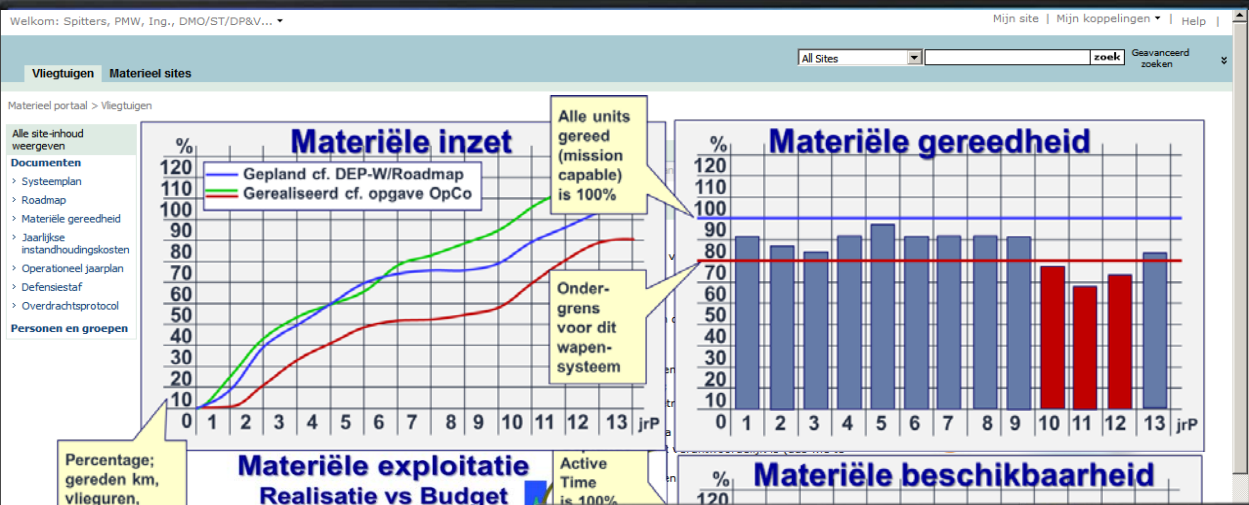 Welkom: Spitters, PMW, Ing., DMO/ST/DP&V...
Mijn site | Mijn koppelingen | Help |
All Sites
zoek
Geavanceerd
zoeken
Vliegtuigen
Materieel sites
Materieel portaal > Vliegtuigen
Alle site-inhoud
weergeven
Documenten
> Systeemplan
> Roadmap
> Materiële gereedheid
> Jaarlijkse
instandhoudingskosten
> Operationeel jaarplan
> Defensiestaf
> Overdrachtsprotocol
Personen en groepen
Materiële inzet
%
120
110
100
90
80
70
60
50
40
30
20
10
0
Gepland cf. DEP-W/Roadmap
Gerealiseerd cf. opgave OpCo
1 2 3 4 5 6 7 8 9 10 11 12 13 jrP
Alle units
gereed
(mission
capable)
is 100%
Onder-
grens
voor dit
wapen-
systeem
Materiële gereedheid
%
120
110
100
90
80
70
60
50
40
30
20
10
0
1 2 3 4 5 6 7 8 9 10 11 12 13 jrP
Percentage;
gereden km,
vlieguren,
Materiële exploitatie
Realisatie vs Budget
Active
Time
is 100%
Materiële beschikbaarheid
%
120